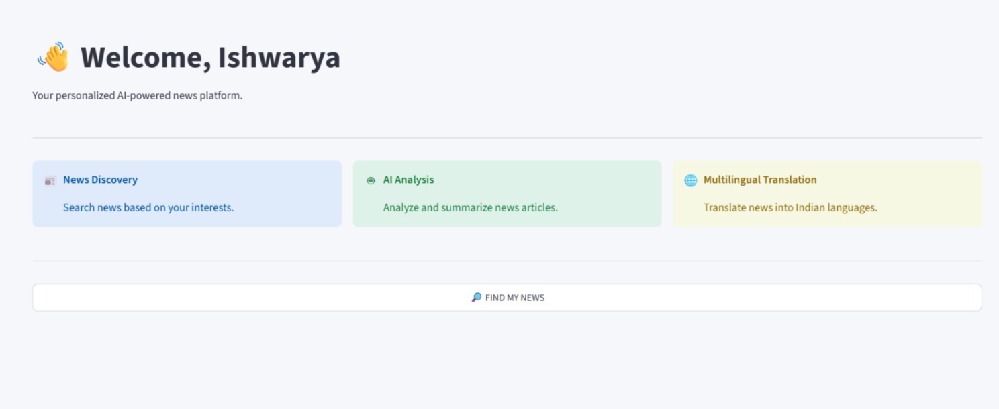 Welcome, Ishwarya
Your personalized AI-powered news platform.
News Discovery
Search news based on your interests.
AI Analysis
Analyze and summarize news articles.
Multilingual Translation
Translate news into Indian languages.
FIND MY NEWS